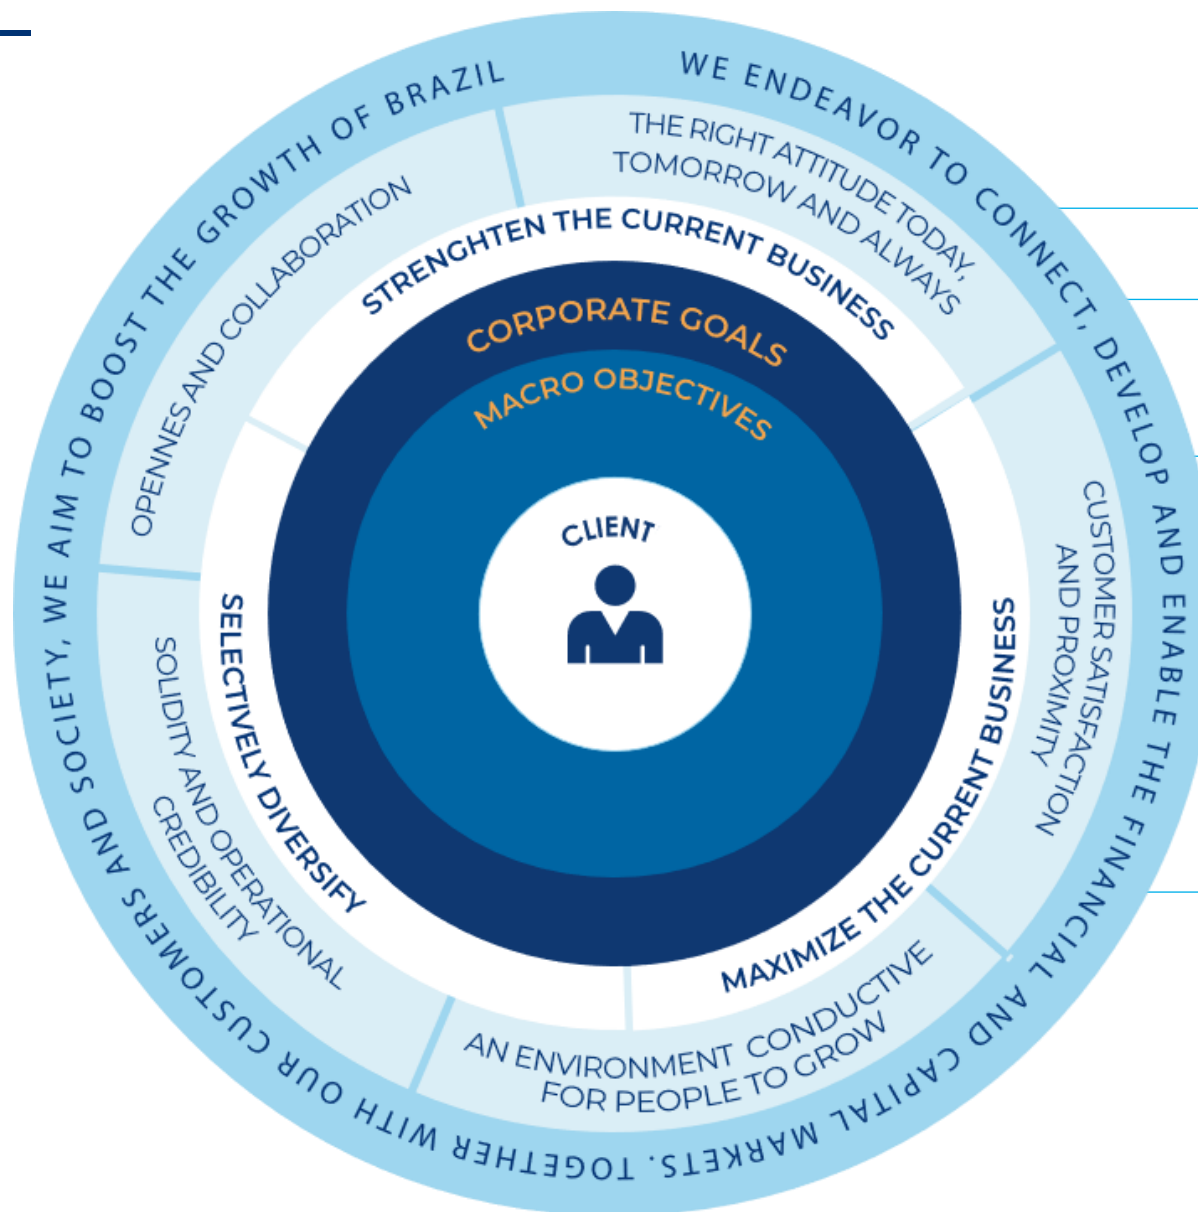 WE ENDEAVOR TO CONNECT, DEVELOP AND ENABLE THE FINANCIAL AND CAPITAL MARKETS. TOGETHER WITH OUR CUSTOMERS AND SOCIETY, WE AIM TO BOOST THE GROWTH OF BRAZIL
THE RIGHT ATTITUDE TODAY,
TOMORROW AND ALWAYS
CUSTOMER SATISFACTION
AND PROXIMITY
AN ENVIRONMENT CONDUCTIVE
FOR PEOPLE TO GROW
SOLIDITY AND OPERATIONAL
CREDIBILITY
OPENNES AND COLLABORATION
STRENGHTEN THE CURRENT BUSINESS
MAXIMIZE THE CURRENT BUSINESS
SELECTIVELY DIVERSIFY
CORPORATE GOALS
MACRO OBJECTIVES
CLIENT